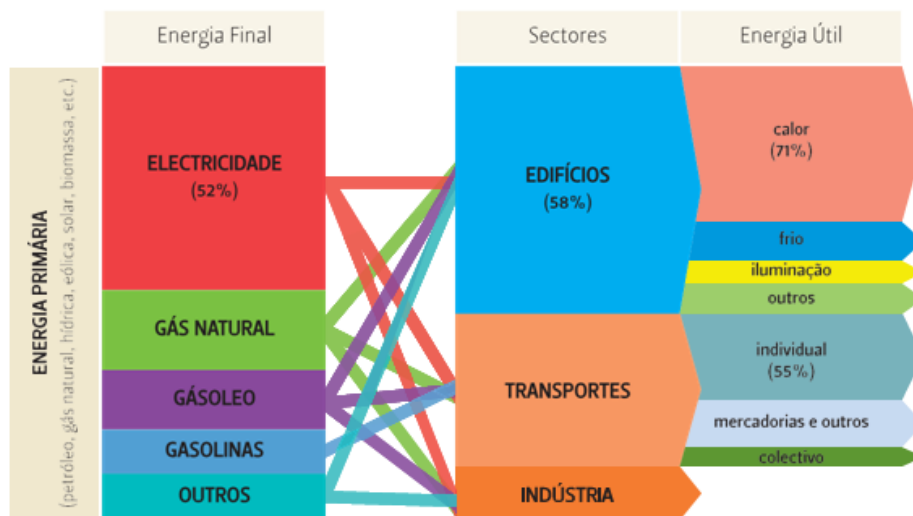 Energia Final
Sectores
Energia Útil
ENERGIA PRIMÁRIA
(petróleo, gás natural, hídrica, eólica, solar, biomassa, etc.)
ELECTRICIDADE
(52%)
GÁS NATURAL
GÁSOLEO
GASOLINAS
OUTROS
EDIFÍCIOS
(58%)
TRANSPORTES
INDÚSTRIA
calor
(71%)
frio
iluminação
outros
individual
(55%)
mercadorias e outros
colectivo